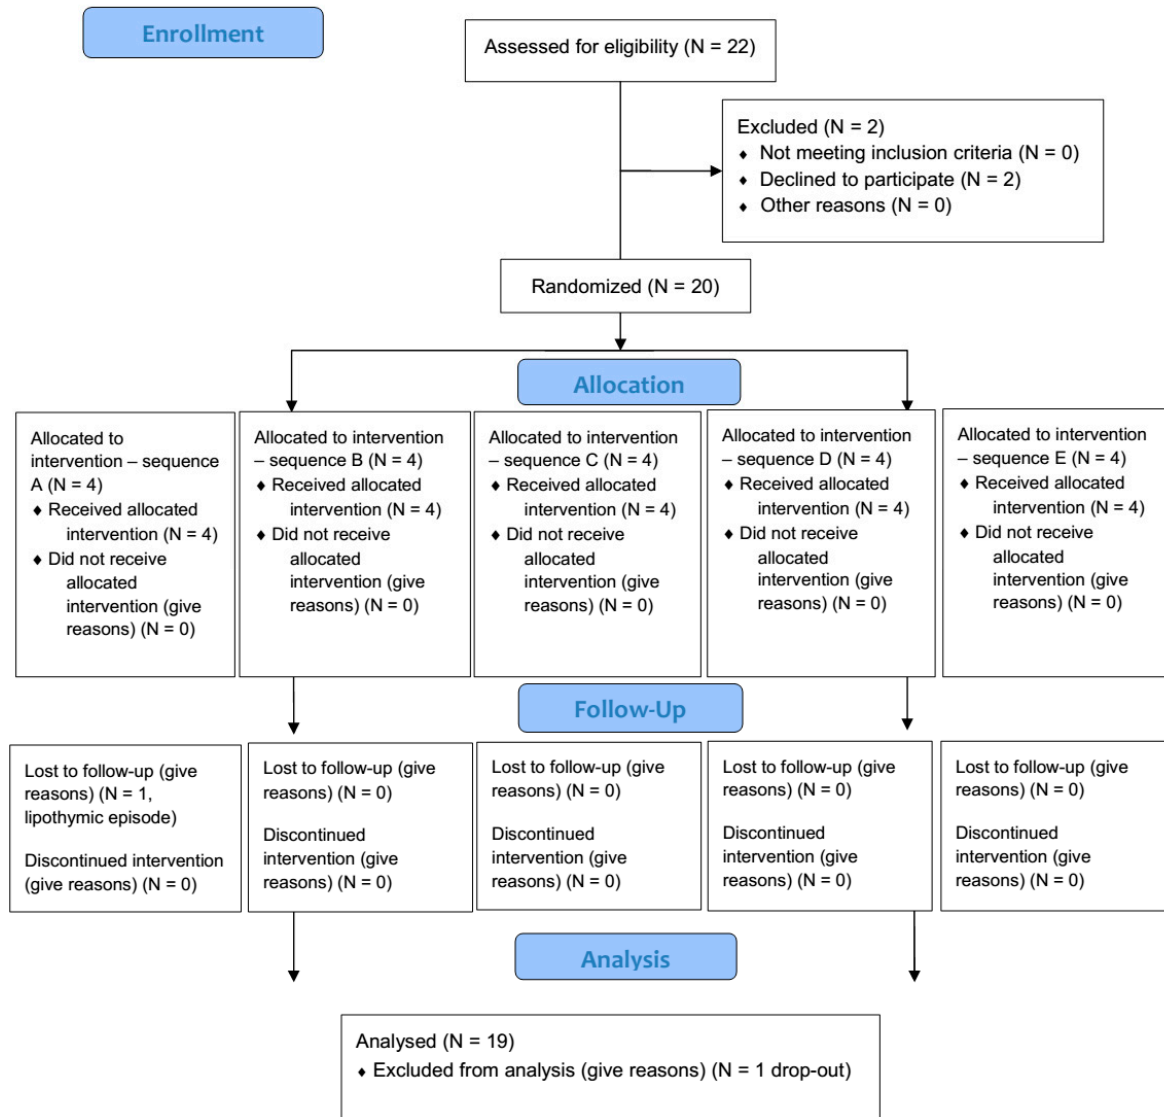 Enrollment
Assessed for eligibility (N = 22)
Excluded (N = 2)
♦ Not meeting inclusion criteria (N = 0)
♦ Declined to participate (N = 2)
♦ Other reasons (N = 0)
Randomized (N = 20)
Allocation
Allocated to
intervention – sequence
A (N = 4)
♦ Received allocated
intervention (N = 4)
♦ Did not receive
allocated
intervention (give
reasons) (N = 0)
Allocated to intervention
– sequence B (N = 4)
♦ Received allocated
intervention (N = 4)
♦ Did not receive
allocated
intervention (give
reasons) (N = 0)
Allocated to intervention
– sequence C (N = 4)
♦ Received allocated
intervention (N = 4)
♦ Did not receive
allocated
intervention (give
reasons) (N = 0)
Allocated to intervention
– sequence D (N = 4)
♦ Received allocated
intervention (N = 4)
♦ Did not receive
allocated
intervention (give
reasons) (N = 0)
Allocated to intervention
– sequence E (N = 4)
♦ Received allocated
intervention (N = 4)
♦ Did not receive
allocated
intervention (give
reasons) (N = 0)
Follow-Up
Lost to follow-up (give
reasons) (N = 1,
lipothymic episode)
Discontinued intervention
(give reasons) (N = 0)
Lost to follow-up (give
reasons) (N = 0)
Discontinued
intervention (give
reasons) (N = 0)
Lost to follow-up (give
reasons) (N = 0)
Discontinued
intervention (give
reasons) (N = 0)
Lost to follow-up (give
reasons) (N = 0)
Discontinued
intervention (give
reasons) (N = 0)
Lost to follow-up (give
reasons) (N = 0)
Discontinued
intervention (give
reasons) (N = 0)
Analysis
Analysed (N = 19)
♦ Excluded from analysis (give reasons) (N = 1 drop-out)